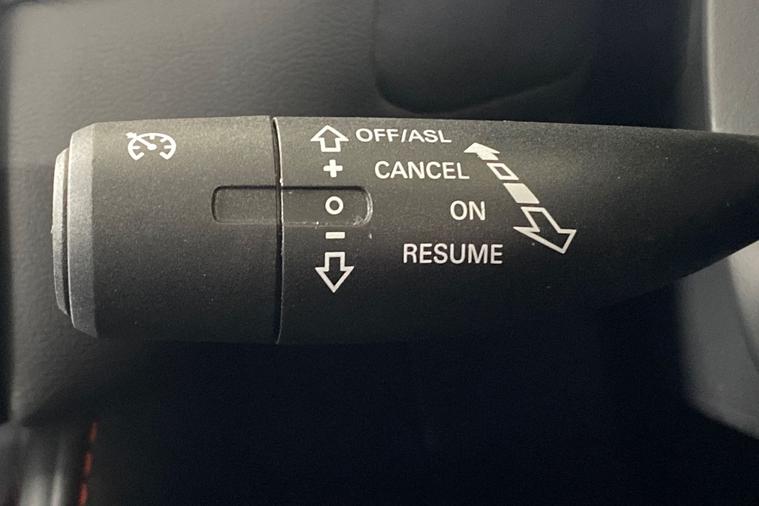 OFF/ASL
+ CANCEL
O ON
− RESUME